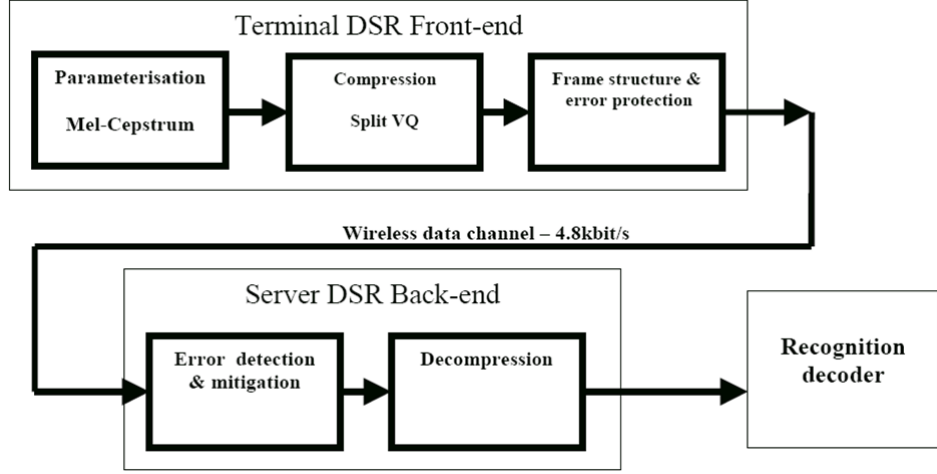 Terminal DSR Front-end
Parameterisation
Mel-Cepstrum
Compression
Split VQ
Frame structure &
error protection
Wireless data channel – 4.8kbit/s
Server DSR Back-end
Error detection
& mitigation
Decompression
Recognition
decoder